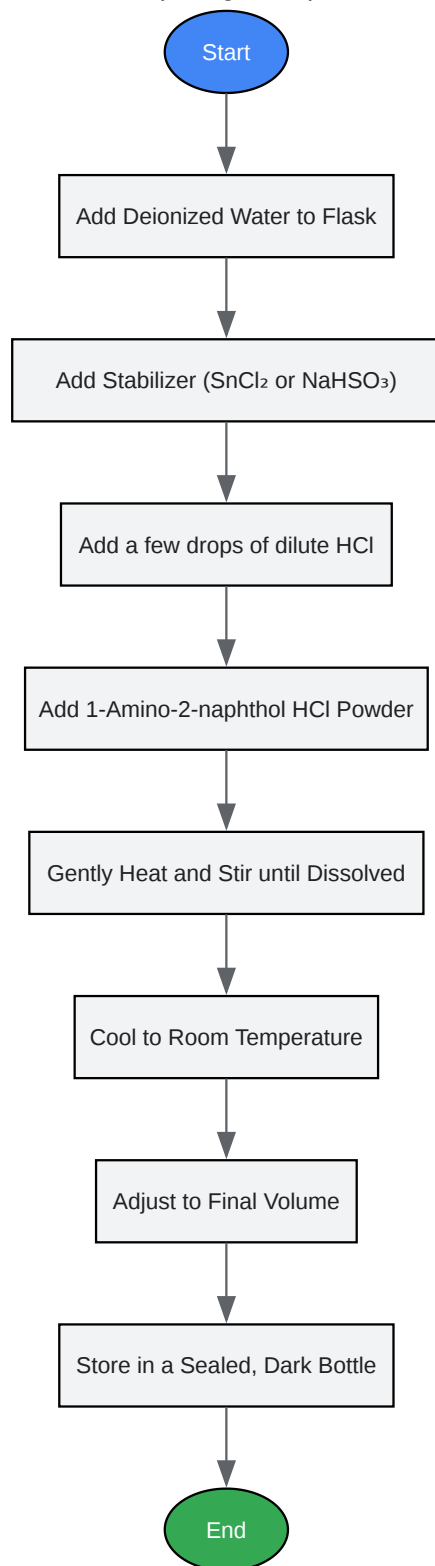 Start
Add Deionized Water to Flask
Add Stabilizer (SnCl₂ or NaHSO₃)
Add a few drops of dilute HCl
Add 1-Amino-2-naphthol HCl Powder
Gently Heat and Stir until Dissolved
Cool to Room Temperature
Adjust to Final Volume
Store in a Sealed, Dark Bottle
End